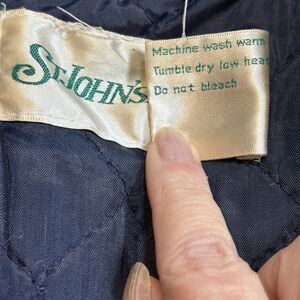 St. John's
Machine wash warm
Tumble dry low heat
Do not bleach